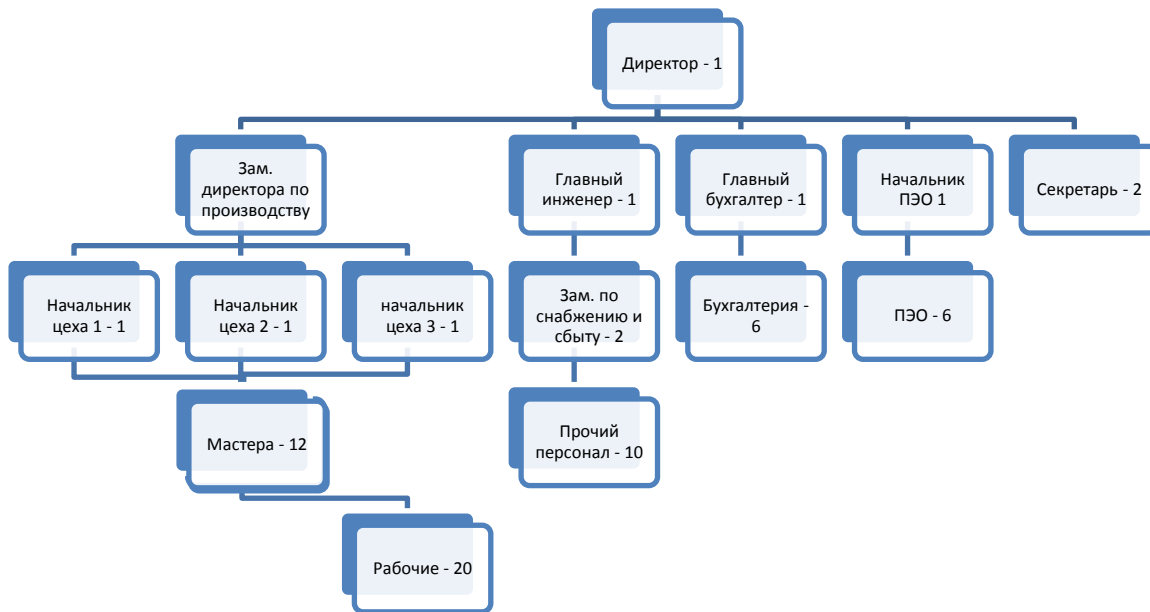 Директор - 1
Зам.
директора по
производству
Главный
инженер - 1
Главный
бухгалтер - 1
Начальник
ПЭО 1
Секретарь - 2
Начальник
цеха 1 - 1
Начальник
цеха 2 - 1
начальник
цеха 3 - 1
Зам. по
снабжению и
сбыту - 2
Бухгалтерия -
6
ПЭО - 6
Мастера - 12
Прочий
персонал - 10
Рабочие - 20